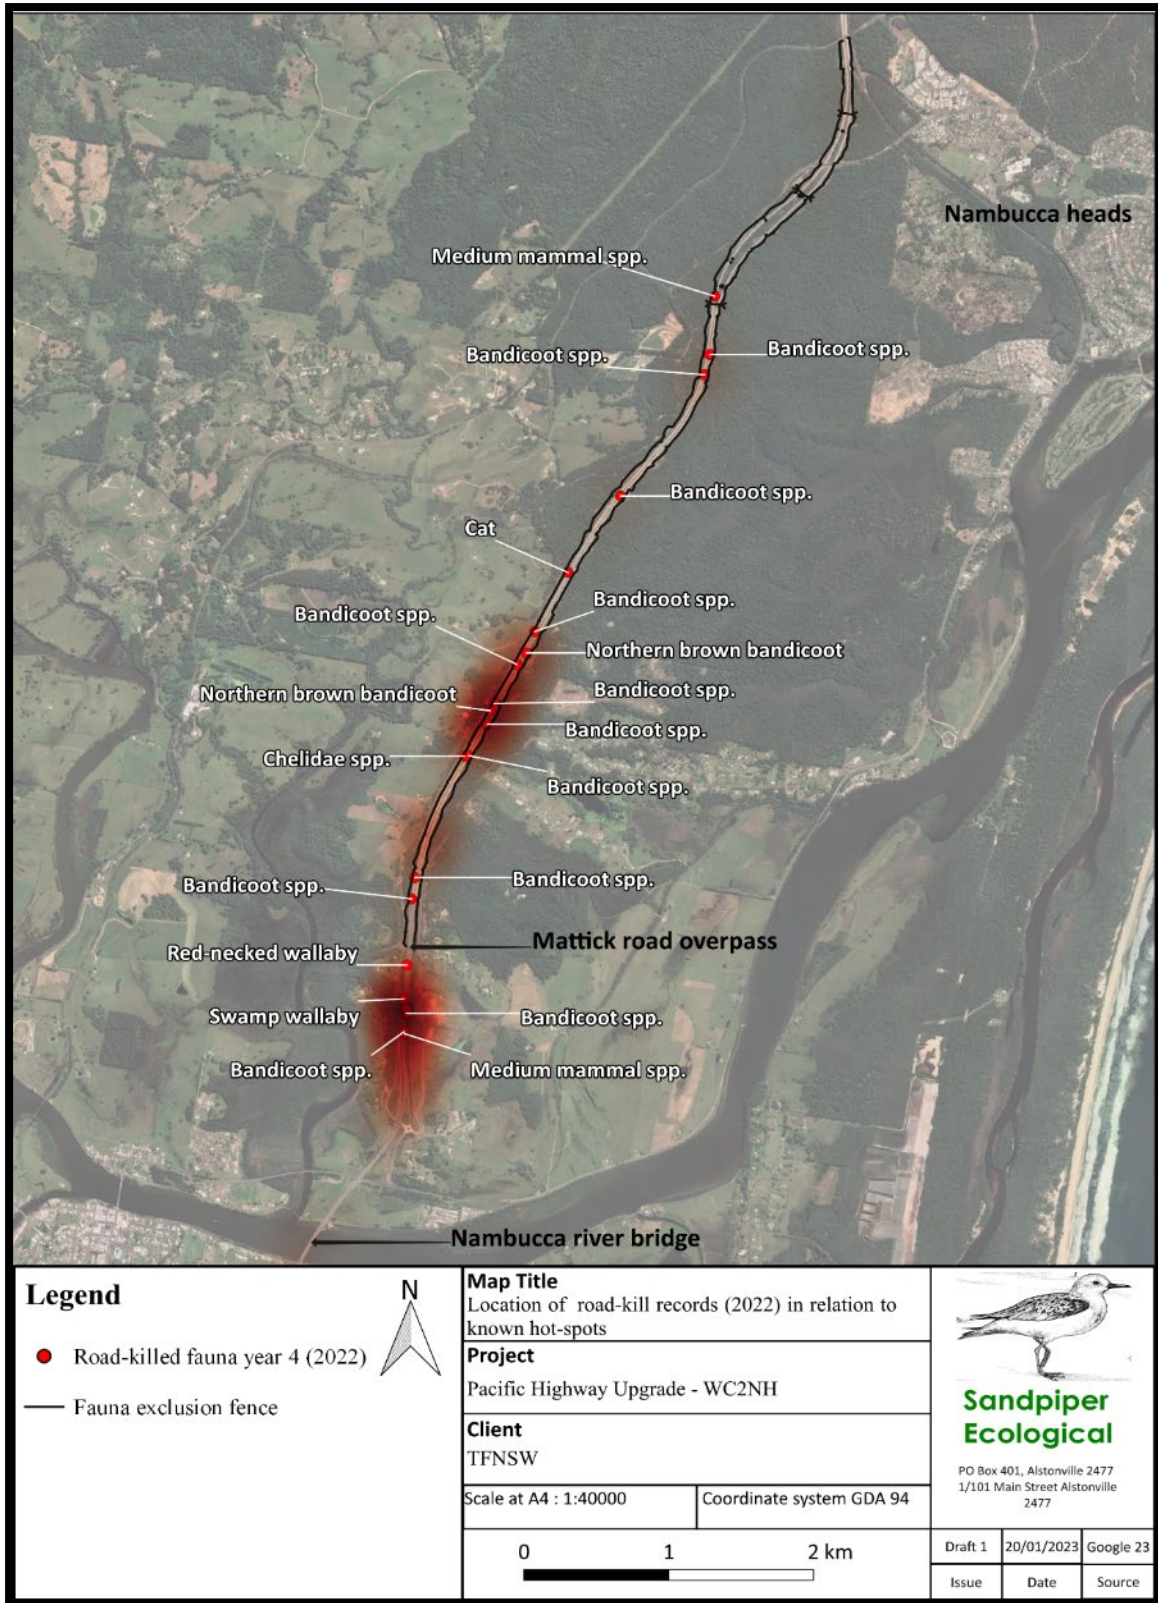 Nambucca heads
Medium mammal spp.
Bandicoot spp.
Bandicoot spp.
Bandicoot spp.
Cat
Bandicoot spp.
Bandicoot spp.
Northern brown bandicoot
Northern brown bandicoot
Bandicoot spp.
Bandicoot spp.
Chelidae spp.
Bandicoot spp.
Bandicoot spp.
Bandicoot spp.
Mattick road overpass
Red-necked wallaby
Swamp wallaby
Bandicoot spp.
Bandicoot spp.
Medium mammal spp.
Nambucca river bridge
Legend
N
Road-killed fauna year 4 (2022)
Fauna exclusion fence
Map Title
Location of road-kill records (2022) in relation to
known hot-spots
Project
Pacific Highway Upgrade - WC2NH
Client
TFNSW
Scale at A4 : 1:40000
Coordinate system GDA 94
0 1 2 km
Sandpiper
Ecological
PO Box 401, Alstonville 2477
1/101 Main Street Alstonville
2477
Draft 1 20/01/2023 Google 23
Issue Date Source